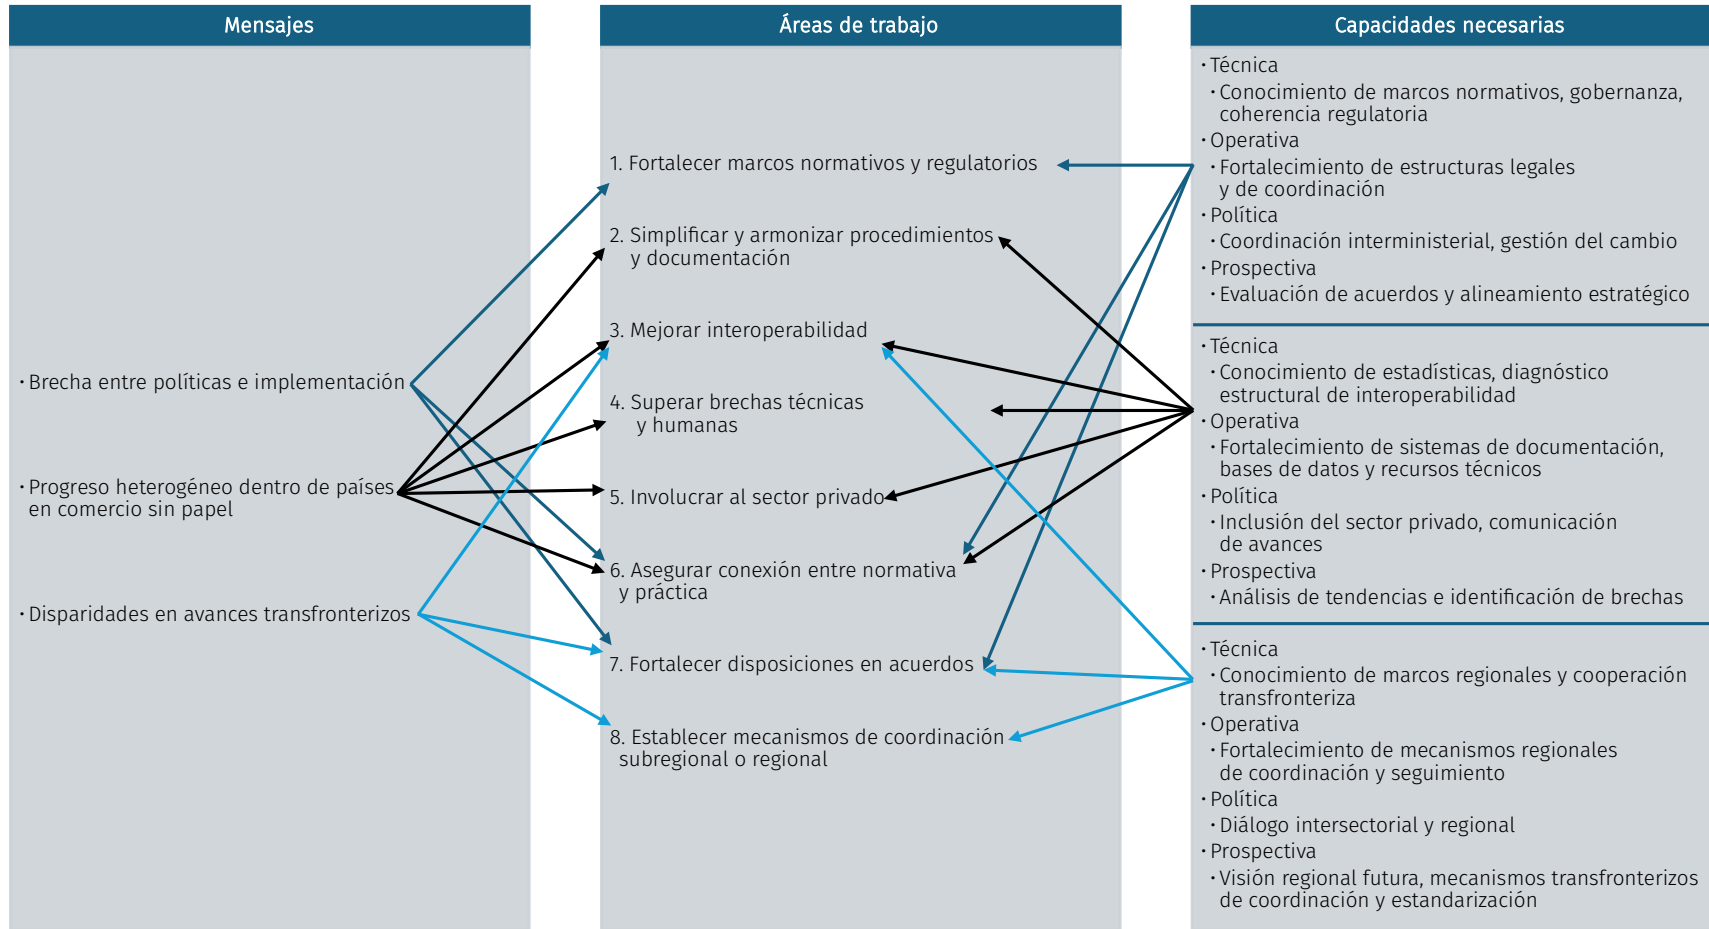 Mensajes
· Brecha entre políticas e implementación
· Progreso heterogéneo dentro de países
en comercio sin papel
· Disparidades en avances transfronterizos
Áreas de trabajo
1. Fortalecer marcos normativos y regulatorios
2. Simplificar y armonizar procedimientos
y documentación
3. Mejorar interoperabilidad
4. Superar brechas técnicas
y humanas
5. Involucrar al sector privado
6. Asegurar conexión entre normativa
y práctica
7. Fortalecer disposiciones en acuerdos
8. Establecer mecanismos de coordinación
subregional o regional
Capacidades necesarias
· Técnica
· Conocimiento de marcos normativos, gobernanza,
coherencia regulatoria
· Operativa
· Fortalecimiento de estructuras legales
y de coordinación
· Política
· Coordinación interministerial, gestión del cambio
· Prospectiva
· Evaluación de acuerdos y alineamiento estratégico
· Técnica
· Conocimiento de estadísticas, diagnóstico
estructural de interoperabilidad
· Operativa
· Fortalecimiento de sistemas de documentación,
bases de datos y recursos técnicos
· Política
· Inclusión del sector privado, comunicación
de avances
· Prospectiva
· Análisis de tendencias e identificación de brechas
· Técnica
· Conocimiento de marcos regionales y cooperación
transfronteriza
· Operativa
· Fortalecimiento de mecanismos regionales
de coordinación y seguimiento
· Política
· Diálogo intersectorial y regional
· Prospectiva
· Visión regional futura, mecanismos transfronterizos
de coordinación y estandarización